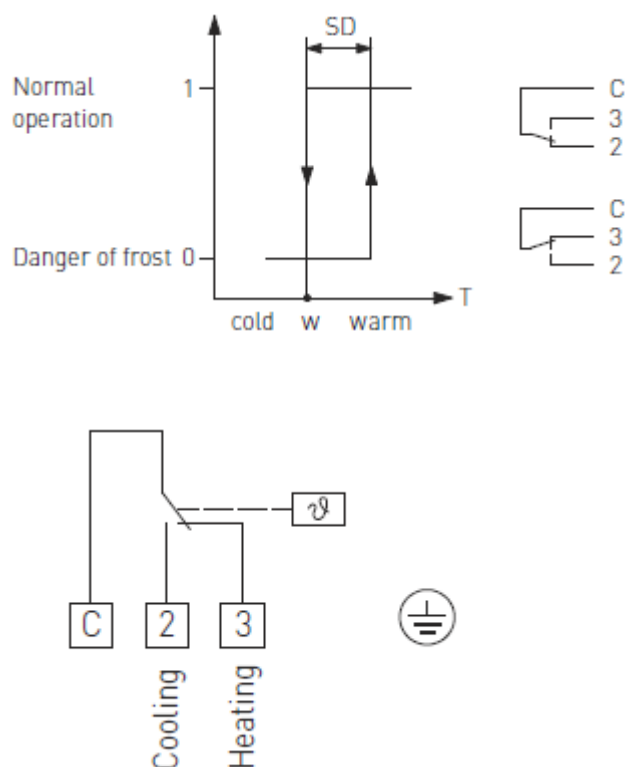 SD
Normal
operation
1
C
3
2
Danger of frost 0
C
3
2
T
cold w warm
ϑ
C 2 3
Cooling
Heating